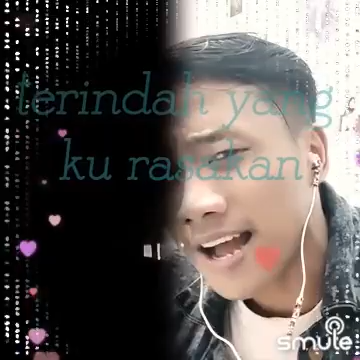 terindah yang
ku rasakan
smule